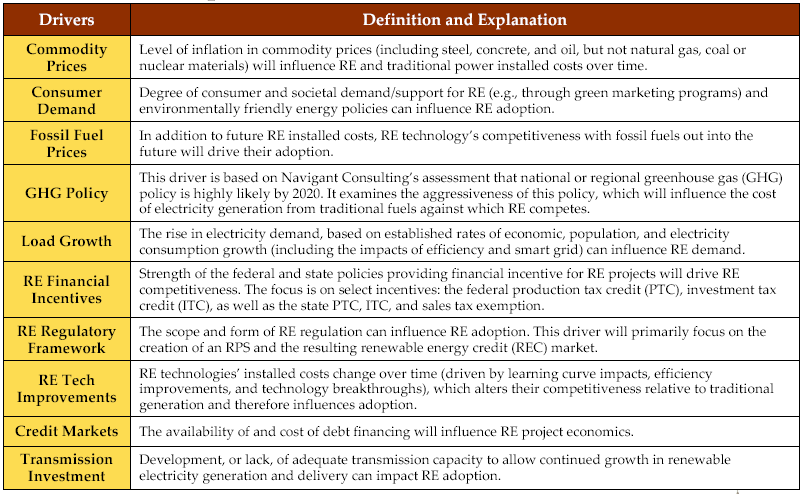 Drivers
Definition and Explanation
Commodity
Prices
Level of inflation in commodity prices (including steel, concrete, and oil, but not natural gas, coal or
nuclear materials) will influence RE and traditional power installed costs over time.
Consumer
Demand
Degree of consumer and societal demand/support for RE (e.g., through green marketing programs) and
environmentally friendly energy policies can influence RE adoption.
Fossil Fuel
Prices
In addition to future RE installed costs, RE technology's competitiveness with fossil fuels out into the
future will drive their adoption.
GHG Policy
This driver is based on Navigant Consulting's assessment that national or regional greenhouse gas (GHG)
policy is highly likely by 2020. It examines the aggressiveness of this policy, which will influence the cost
of electricity generation from traditional fuels against which RE competes.
Load Growth
The rise in electricity demand, based on established rates of economic, population, and electricity
consumption growth (including the impacts of efficiency and smart grid) can influence RE demand.
RE Financial
Incentives
Strength of the federal and state policies providing financial incentive for RE projects will drive RE
competitiveness. The focus is on select incentives: the federal production tax credit (PTC), investment tax
credit (ITC), as well as the state PTC, ITC, and sales tax exemption.
RE Regulatory
Framework
The scope and form of RE regulation can influence RE adoption. This driver will primarily focus on the
creation of an RPS and the resulting renewable energy credit (REC) market.
RE Tech
Improvements
RE technologies' installed costs change over time (driven by learning curve impacts, efficiency
improvements, and technology breakthroughs), which alters their competitiveness relative to traditional
generation and therefore influences adoption.
Credit Markets
The availability of and cost of debt financing will influence RE project economics.
Transmission
Investment
Development, or lack, of adequate transmission capacity to allow continued growth in renewable
electricity generation and delivery can impact RE adoption.